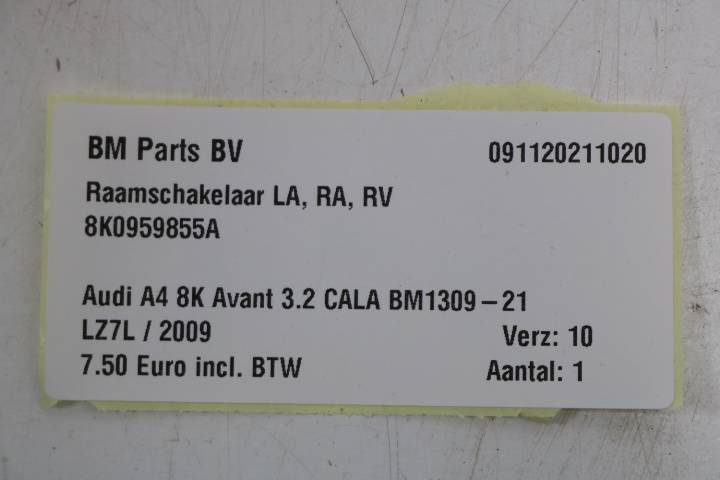 BM Parts BV 091120211020
Raamschakelaar LA, RA, RV
8K0959855A
Audi A4 8K Avant 3.2 CALA BM1309-21
LZ7L / 2009 Verz: 10
7.50 Euro incl. BTW Aantal: 1